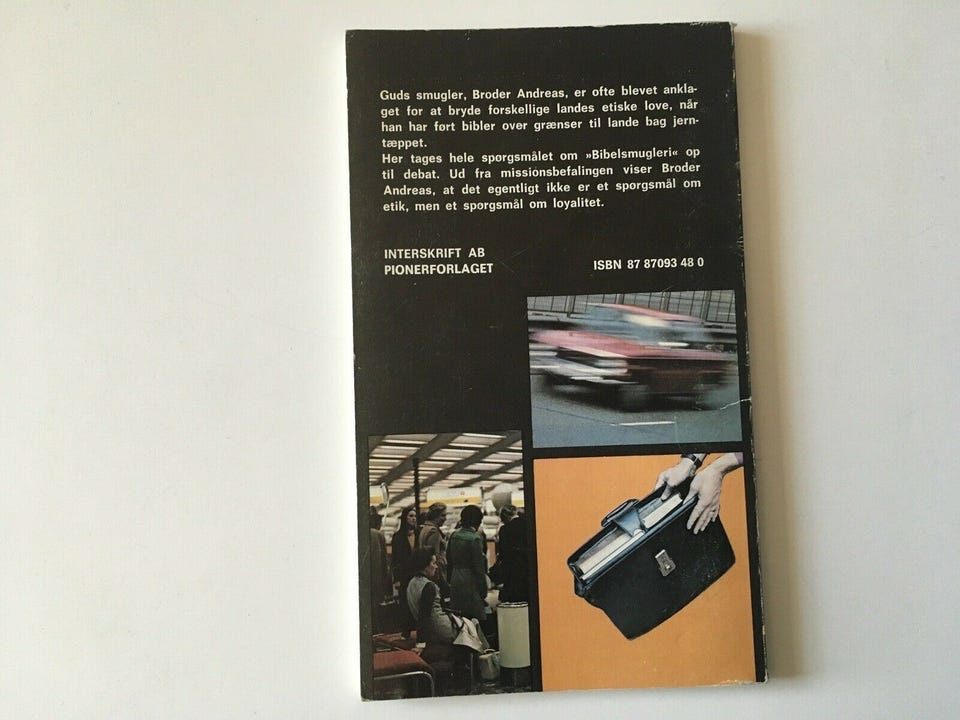 Guds smugler, Broder Andreas, er ofte blevet ankla-
get for at bryde forskellige landes etiske love, når
han har ført bibler over grænser til lande bag jern-
tæppet.
Her tages hele spørgsmålet om »Bibelsmugleri« op
til debat. Ud fra missionsbefalingen viser Broder
Andreas, at det egentligt ikke er et spørgsmål om
etik, men et spørgsmål om loyalitet.
INTERSKRIFT AB
PIONERFORLAGET
ISBN 87 87093 48 0